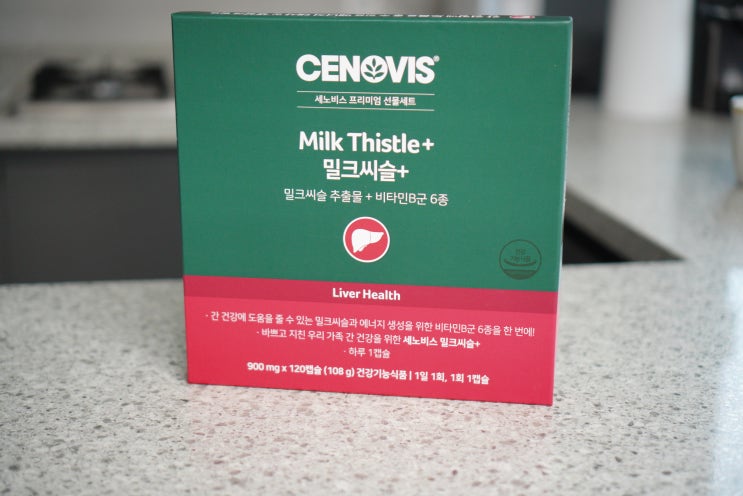 CENOVIS®
세노비스 프리미엄 선물세트
Milk Thistle+
밀크씨슬+
밀크씨슬 추출물 + 비타민B군 6종
건강
기능식품
Liver Health
· 간 건강에 도움을 줄 수 있는 밀크씨슬과 에너지 생성을 위한 비타민B군 6종을 한 번에!
· 바쁘고 지친 우리 가족 간 건강을 위한 세노비스 밀크씨슬+
· 하루 1캡슐
900 mg x 120캡슐 (108 g) 건강기능식품 | 1일 1회, 1회 1캡슐